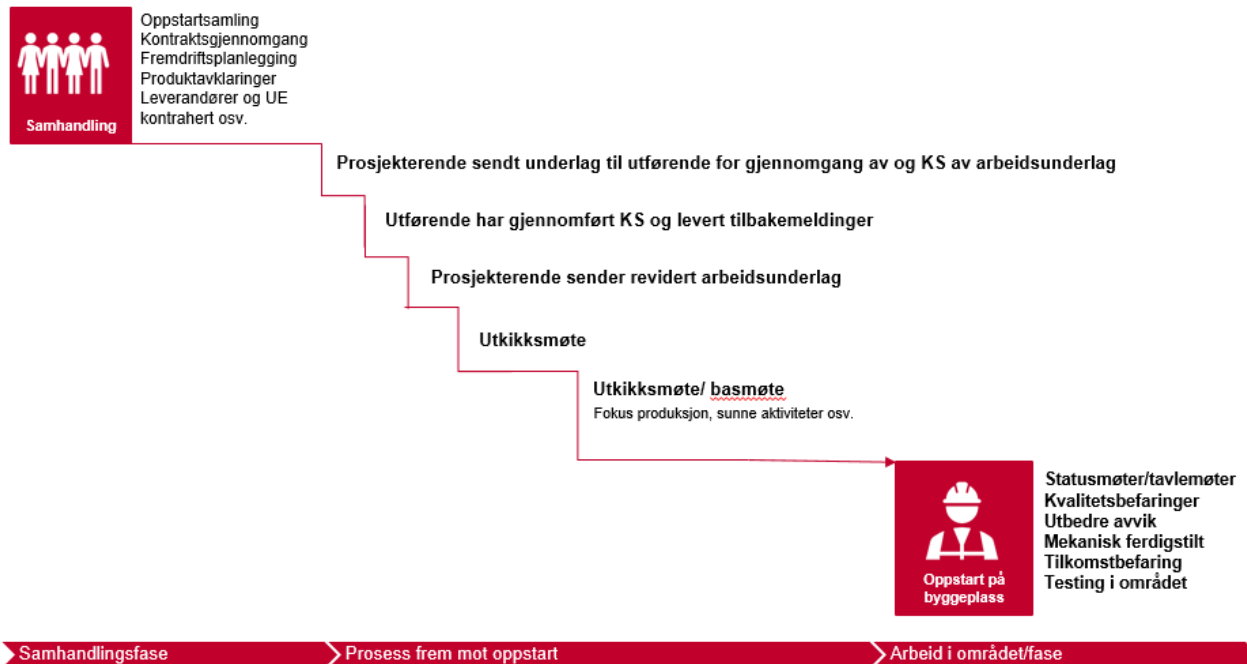 Samhandling
Oppstartsamling
Kontraktsgjennomgang
Fremdriftsplanlegging
Produktavklaringer
Leverandører og UE
kontrahert osv.
Prosjekterende sendt underlag til utførende for gjennomgang av og KS av arbeidsunderlag
Utførende har gjennomført KS og levert tilbakemeldinger
Prosjekterende sender revidert arbeidsunderlag
Utkikksmøte
Utkikksmøte/ basmøte
Fokus produksjon, sunne aktiviteter osv.
Oppstart på
byggeplass
Statusmøter/tavlemøter
Kvalitetsbefaringer
Utbedre avvik
Mekanisk ferdigstilt
Tilkomstbefaring
Testing i området
Samhandlingsfase
Prosess frem mot oppstart
Arbeid i området/fase